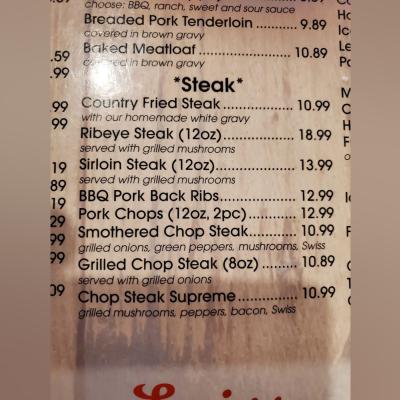 choose: BBQ, ranch, sweet and sour sauce
Breaded Pork Tenderloin 9.89
covered in brown gravy
Baked Meatloaf 10.89
covered in brown gravy
*Steak*
Country Fried Steak 10.99
with our homemade white gravy
Ribeye Steak (12oz) 18.99
served with grilled mushrooms
Sirloin Steak (12oz) 13.99
served with grilled mushrooms
BBQ Pork Back Ribs 12.99
Pork Chops (12oz, 2pc) 12.99
Smothered Chop Steak 10.99
grilled onions, green peppers, mushrooms, Swiss
Grilled Chop Steak (8oz) 10.89
served with grilled onions
Chop Steak Supreme 10.99
grilled mushrooms, peppers, bacon, Swiss